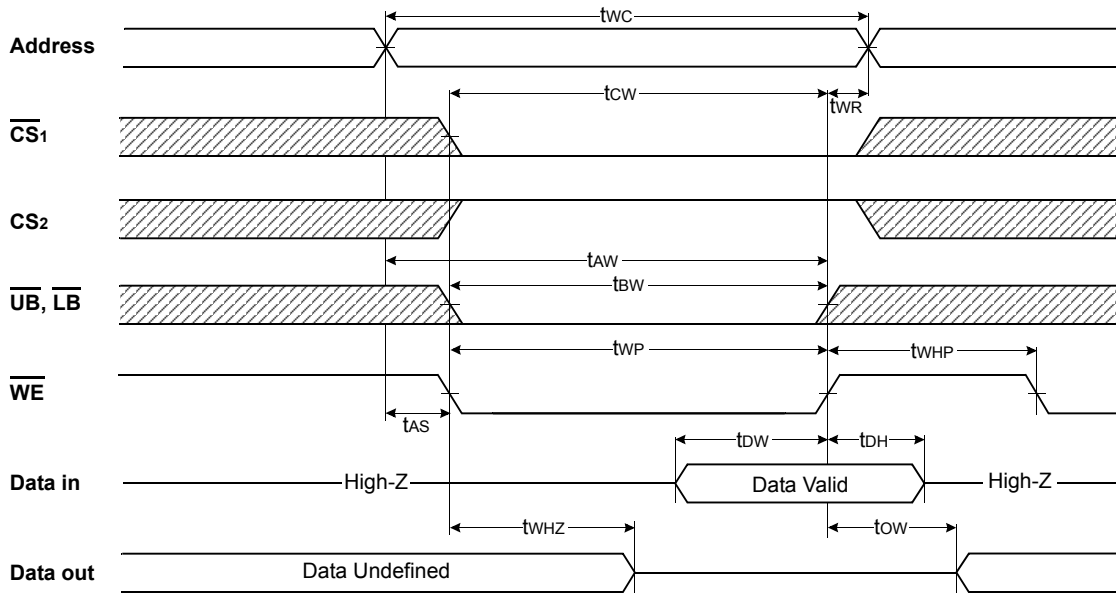 tWC
Address
tCW
tWR
CS1
CS2
tAW
tBW
UB, LB
tWP
tWHP
WE
tAS
tDW
tDH
Data in
High-Z
Data Valid
High-Z
tWHZ
tOW
Data out
Data Undefined